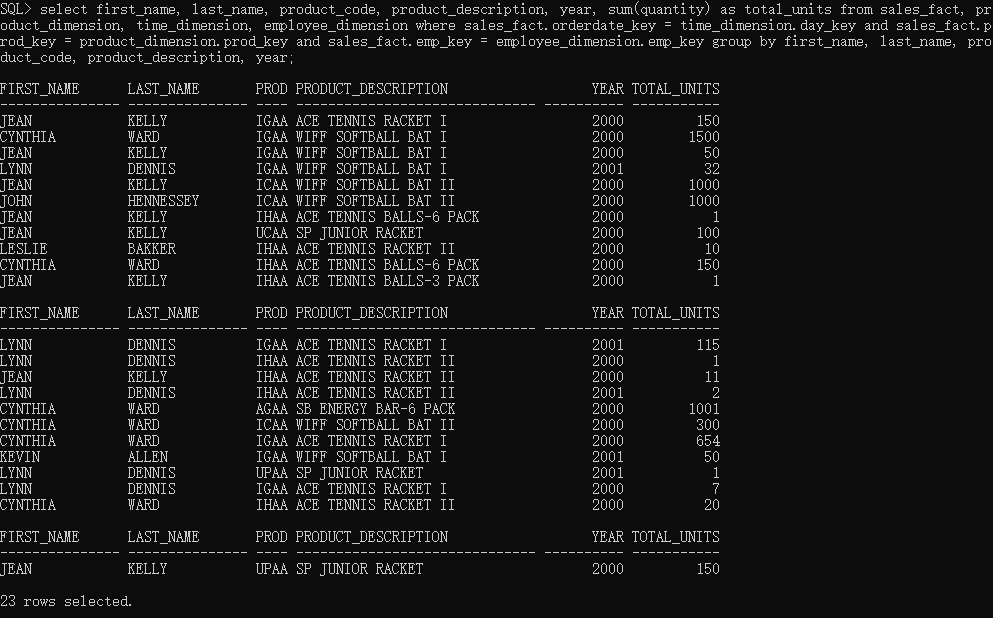 SQL> select first_name, last_name, product_code, product_description, year, sum(quantity) as total_units from sales_fact, pr
oduct_dimension, time_dimension, employee_dimension where sales_fact.orderdate_key = time_dimension.day_key and sales_fact.p
rod_key = product_dimension.prod_key and sales_fact.emp_key = employee_dimension.emp_key group by first_name, last_name, pro
duct_code, product_description, year;

FIRST_NAME      LAST_NAME       PROD PRODUCT_DESCRIPTION                  YEAR TOTAL_UNITS
--------------- --------------- ---- ------------------------------ ---------- -----------
JEAN            KELLY           IGAA ACE TENNIS RACKET I                  2000         150
CYNTHIA         WARD            IGAA WIFF SOFTBALL BAT I                  2000        1500
JEAN            KELLY           IGAA WIFF SOFTBALL BAT I                  2000          50
LYNN            DENNIS          IGAA WIFF SOFTBALL BAT I                  2001          32
JEAN            KELLY           ICAA WIFF SOFTBALL BAT II                 2000        1000
JOHN            HENNESSEY       ICAA WIFF SOFTBALL BAT II                 2000        1000
JEAN            KELLY           IHAA ACE TENNIS BALLS-6 PACK              2000           1
JEAN            KELLY           UCAA SP JUNIOR RACKET                     2000         100
LESLIE          BAKKER          IHAA ACE TENNIS RACKET II                 2000          10
CYNTHIA         WARD            IHAA ACE TENNIS BALLS-6 PACK              2000         150
JEAN            KELLY           IHAA ACE TENNIS BALLS-3 PACK              2000           1

FIRST_NAME      LAST_NAME       PROD PRODUCT_DESCRIPTION                  YEAR TOTAL_UNITS
--------------- --------------- ---- ------------------------------ ---------- -----------
LYNN            DENNIS          IGAA ACE TENNIS RACKET I                  2001         115
LYNN            DENNIS          IHAA ACE TENNIS RACKET II                 2000           1
JEAN            KELLY           IHAA ACE TENNIS RACKET II                 2000          11
LYNN            DENNIS          IHAA ACE TENNIS RACKET II                 2001           2
CYNTHIA         WARD            AGAA SB ENERGY BAR-6 PACK                 2000        1001
CYNTHIA         WARD            ICAA WIFF SOFTBALL BAT II                 2000         300
CYNTHIA         WARD            IGAA ACE TENNIS RACKET I                  2000         654
KEVIN           ALLEN           IGAA WIFF SOFTBALL BAT I                  2001          50
LYNN            DENNIS          UPAA SP JUNIOR RACKET                     2001           1
LYNN            DENNIS          IGAA ACE TENNIS RACKET I                  2000           7
CYNTHIA         WARD            IHAA ACE TENNIS RACKET II                 2000          20

FIRST_NAME      LAST_NAME       PROD PRODUCT_DESCRIPTION                  YEAR TOTAL_UNITS
--------------- --------------- ---- ------------------------------ ---------- -----------
JEAN            KELLY           UPAA SP JUNIOR RACKET                     2000         150

23 rows selected.